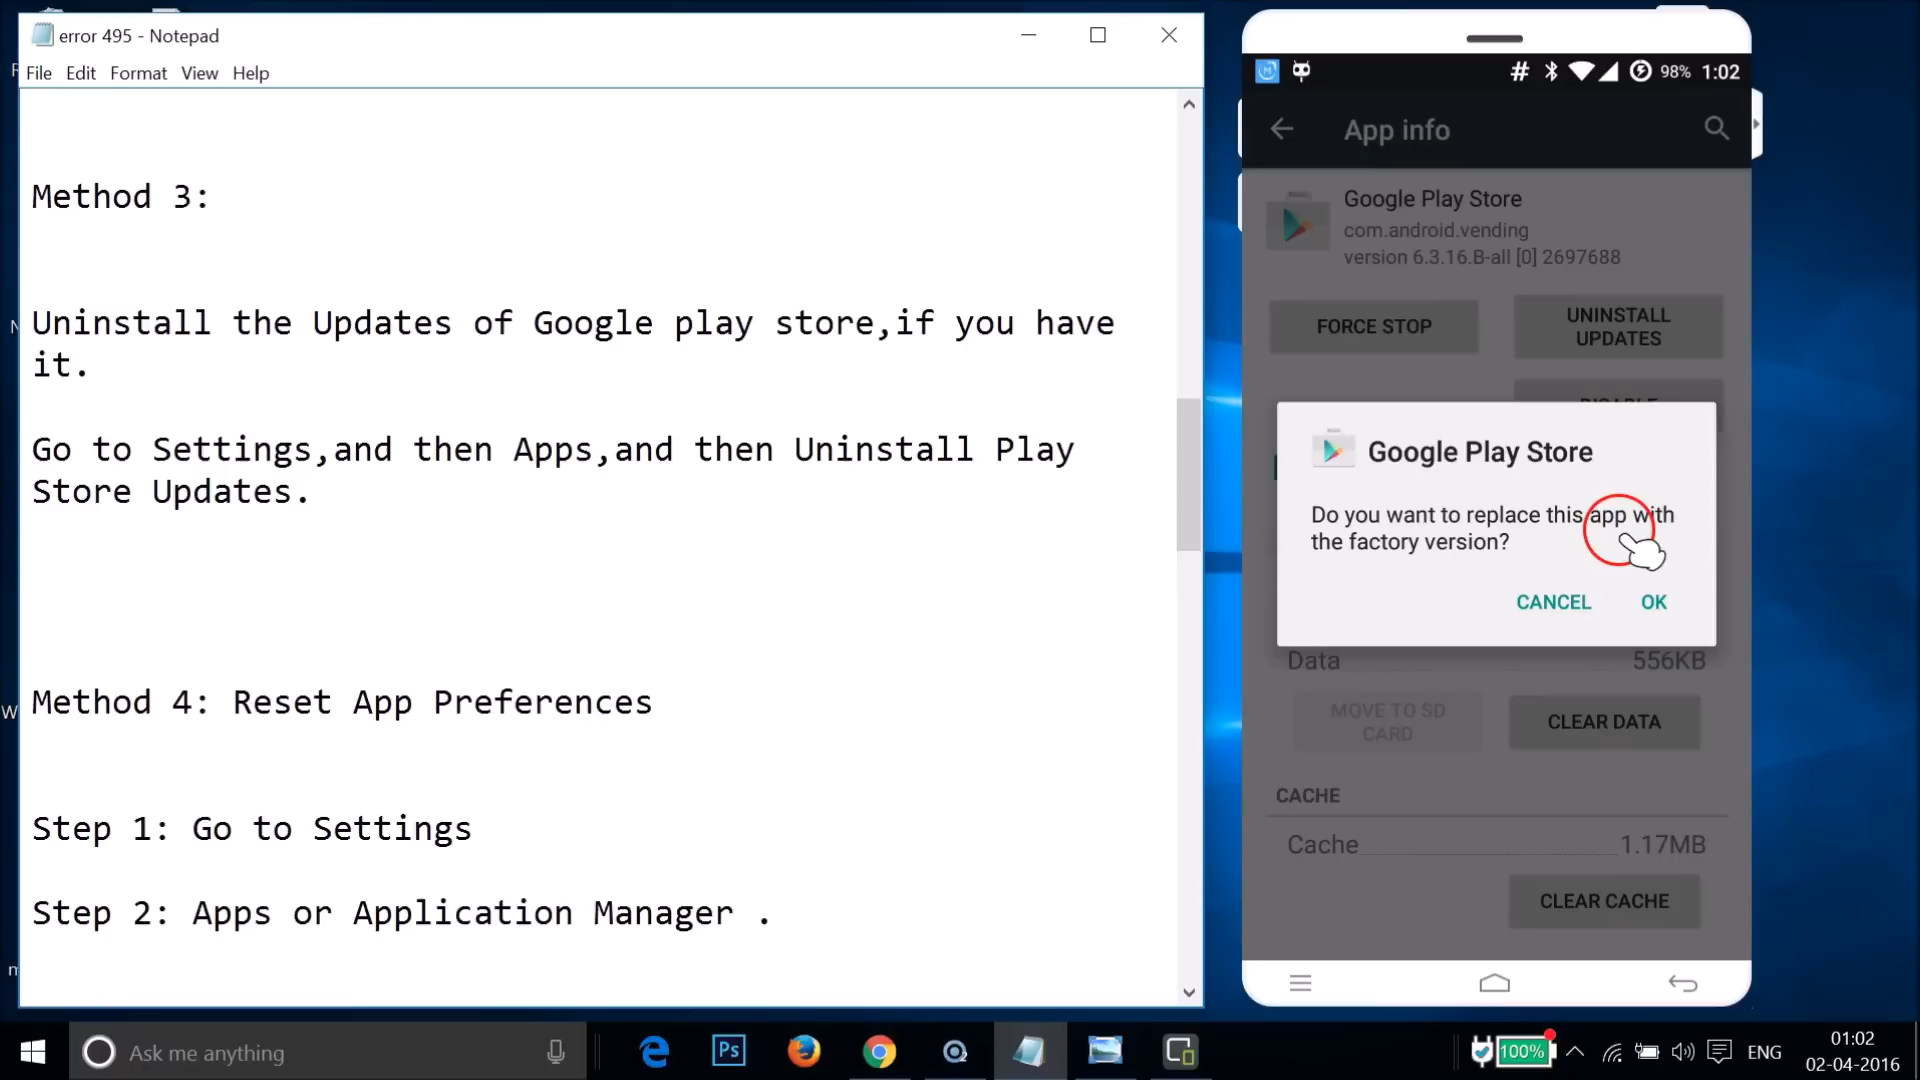 error 495 - Notepad
File Edit Format View Help
Method 3:
Uninstall the Updates of Google play store,if you have
it.
Go to Settings,and then Apps,and then Uninstall Play
Store Updates.
Method 4: Reset App Preferences
Step 1: Go to Settings
Step 2: Apps or Application Manager .
98% 1:02
App info
Google Play Store
com.android.vending
version 6.3.16.B-all [0] 2697688
FORCE STOP
UNINSTALL
UPDATES
Google Play Store
Do you want to replace this app with
the factory version?
CANCEL OK
Data 556KB
MOVE TO SD
CARD
CLEAR DATA
CACHE
Cache 1.17MB
CLEAR CACHE
Ask me anything
Ps
100%
ENG
01:02
02-04-2016